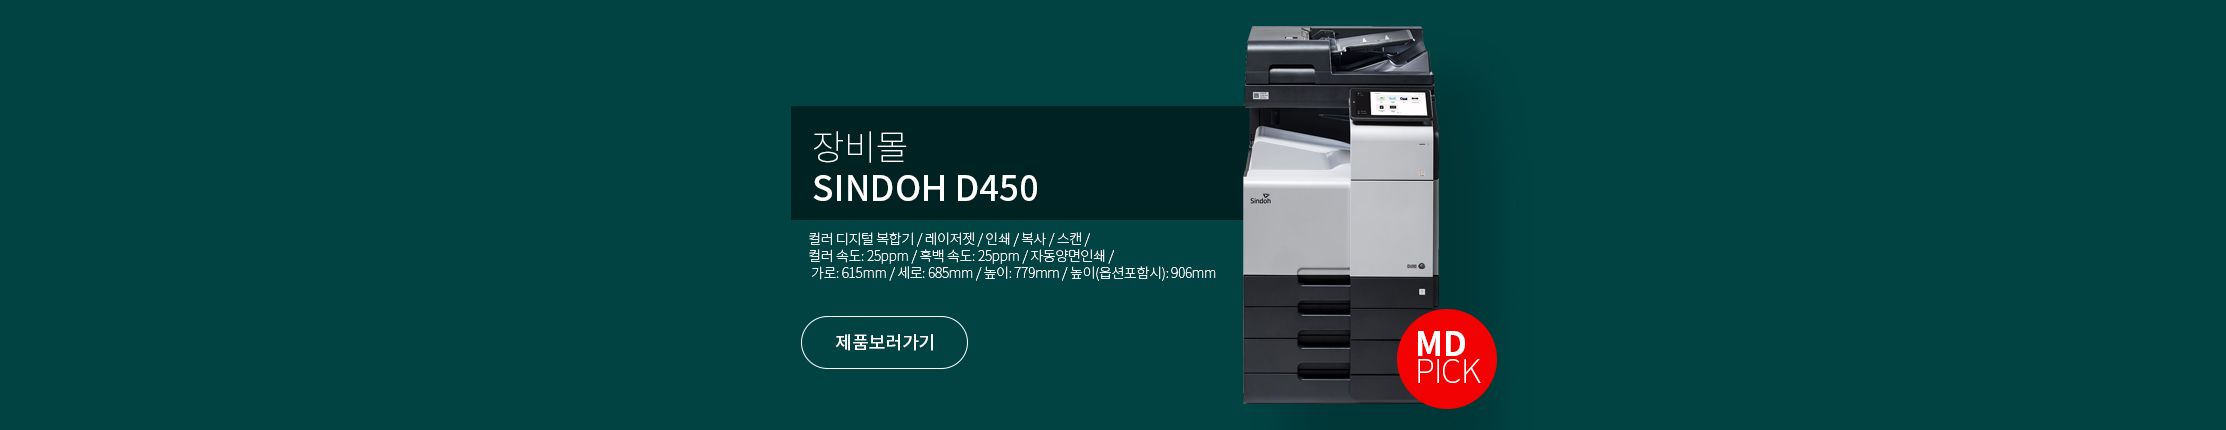 장비몰
SINDOH D450
컬러 디지털 복합기 / 레이저젯 / 인쇄 / 복사 / 스캔 /
컬러 속도: 25ppm / 흑백 속도: 25ppm / 자동양면인쇄 /
가로: 615mm / 세로: 685mm / 높이: 779mm / 높이(옵션포함시): 906mm
제품보러가기
Sindoh
MD
PICK